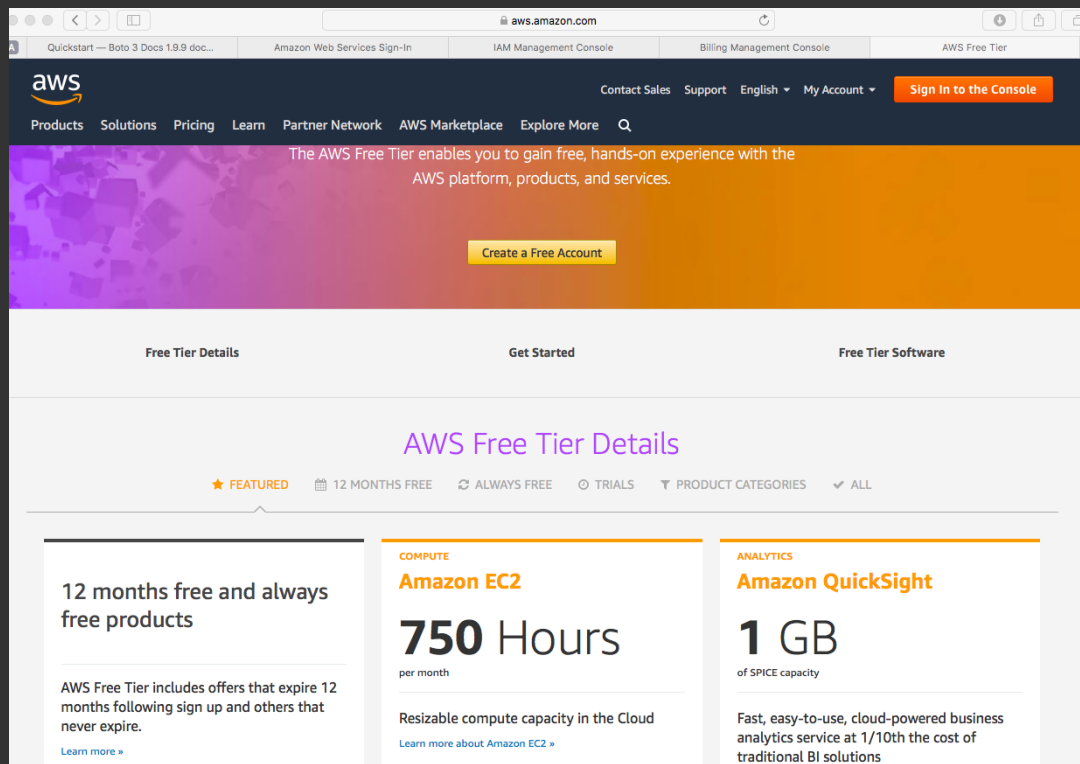 aws.amazon.com
A
Quickstart — Boto 3 Docs 1.9.9 doc...
Amazon Web Services Sign-In
IAM Management Console
Billing Management Console
AWS Free Tier
aws
Contact Sales Support English My Account Sign In to the Console
Products Solutions Pricing Learn Partner Network AWS Marketplace Explore More
The AWS Free Tier enables you to gain free, hands-on experience with the
AWS platform, products, and services.
Create a Free Account
Free Tier Details Get Started Free Tier Software
AWS Free Tier Details
FEATURED 12 MONTHS FREE ALWAYS FREE TRIALS PRODUCT CATEGORIES ALL
12 months free and always
free products
AWS Free Tier includes offers that expire 12
months following sign up and others that
never expire.
Learn more »
COMPUTE
Amazon EC2
750 Hours
per month
Resizable compute capacity in the Cloud
Learn more about Amazon EC2 »
ANALYTICS
Amazon QuickSight
1 GB
of SPICE capacity
Fast, easy-to-use, cloud-powered business
analytics service at 1/10th the cost of
traditional BI solutions